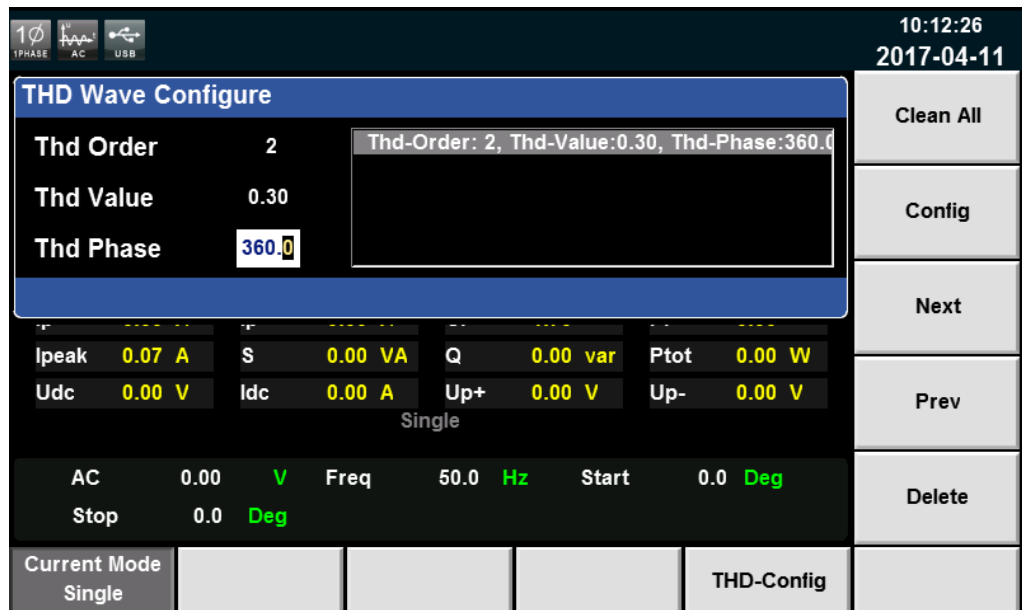 1Ø
1PHASE
U
t
AC
USB
10:12:26
2017-04-11
THD Wave Configure
Thd Order 2
Thd Value 0.30
Thd Phase 360.0
Thd-Order: 2, Thd-Value:0.30, Thd-Phase:360.0
Ipeak 0.07 A S 0.00 VA Q 0.00 var Ptot 0.00 W
Udc 0.00 V Idc 0.00 A Up+ 0.00 V Up- 0.00 V
Single
AC 0.00 V Freq 50.0 Hz Start 0.0 Deg
Stop 0.0 Deg
Clean All
Config
Next
Prev
Delete
Current Mode
Single
THD-Config